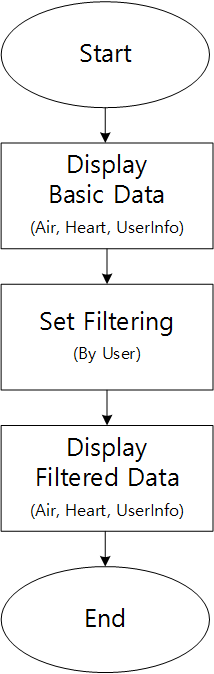 Start
Display
Basic Data
(Air, Heart, UserInfo)
Set Filtering
(By User)
Display
Filtered Data
(Air, Heart, UserInfo)
End